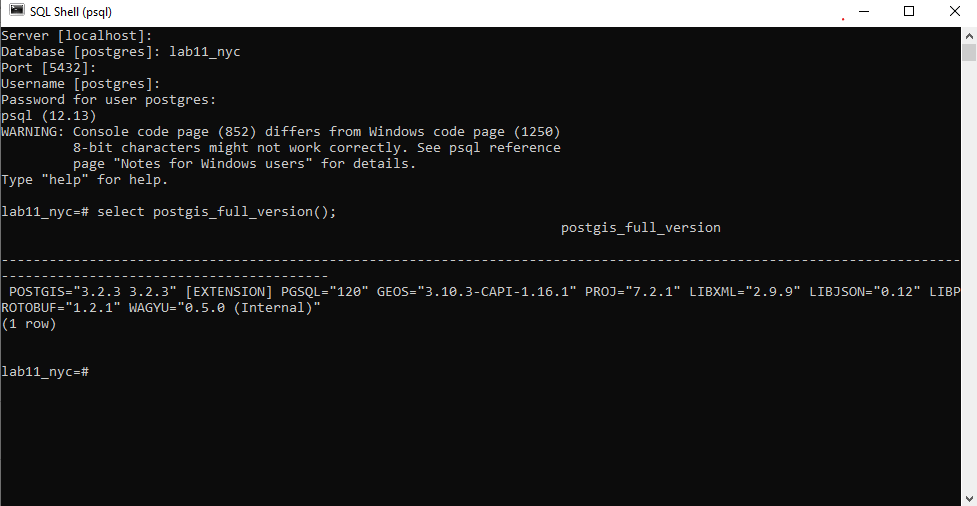 SQL Shell (psql)
Server [localhost]:
Database [postgres]: lab11_nyc
Port [5432]:
Username [postgres]:
Password for user postgres:
psql (12.13)
WARNING: Console code page (852) differs from Windows code page (1250)
         8-bit characters might not work correctly. See psql reference
         page "Notes for Windows users" for details.
Type "help" for help.

lab11_nyc=# select postgis_full_version();
                                                                      postgis_full_version

------------------------------------------------------------------------------------------------------------------------
-----------------------------------------
 POSTGIS="3.2.3 3.2.3" [EXTENSION] PGSQL="120" GEOS="3.10.3-CAPI-1.16.1" PROJ="7.2.1" LIBXML="2.9.9" LIBJSON="0.12" LIBP
ROTOBUF="1.2.1" WAGYU="0.5.0 (Internal)"
(1 row)


lab11_nyc=#